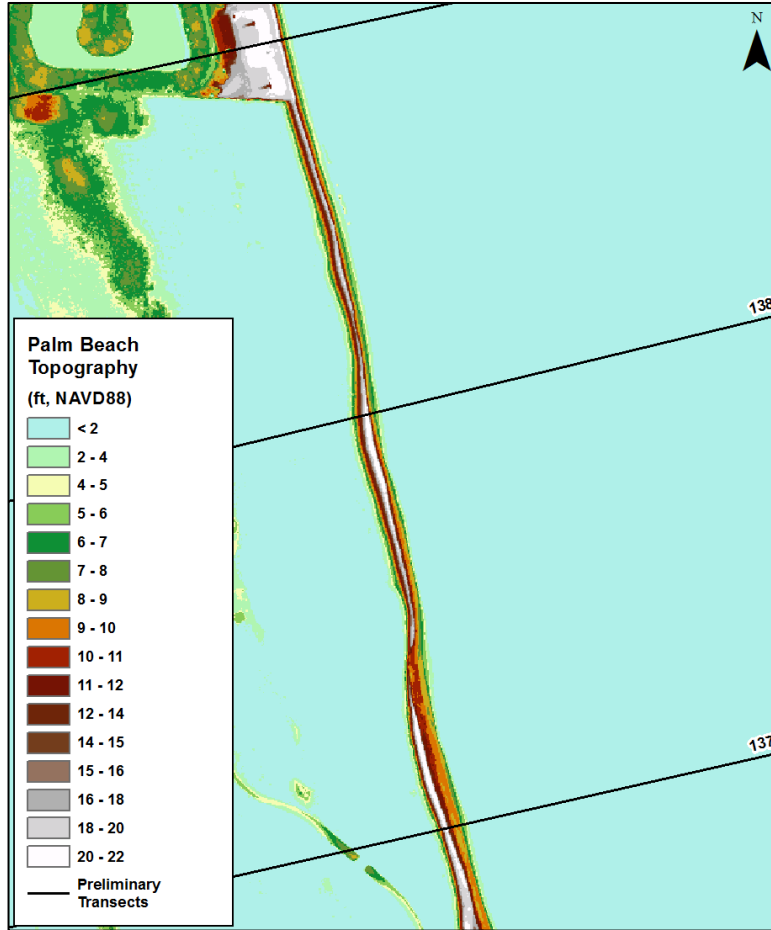 N
138
137
Palm Beach
Topography
(ft, NAVD88)
< 2
2 - 4
4 - 5
5 - 6
6 - 7
7 - 8
8 - 9
9 - 10
10 - 11
11 - 12
12 - 14
14 - 15
15 - 16
16 - 18
18 - 20
20 - 22
Preliminary
Transects